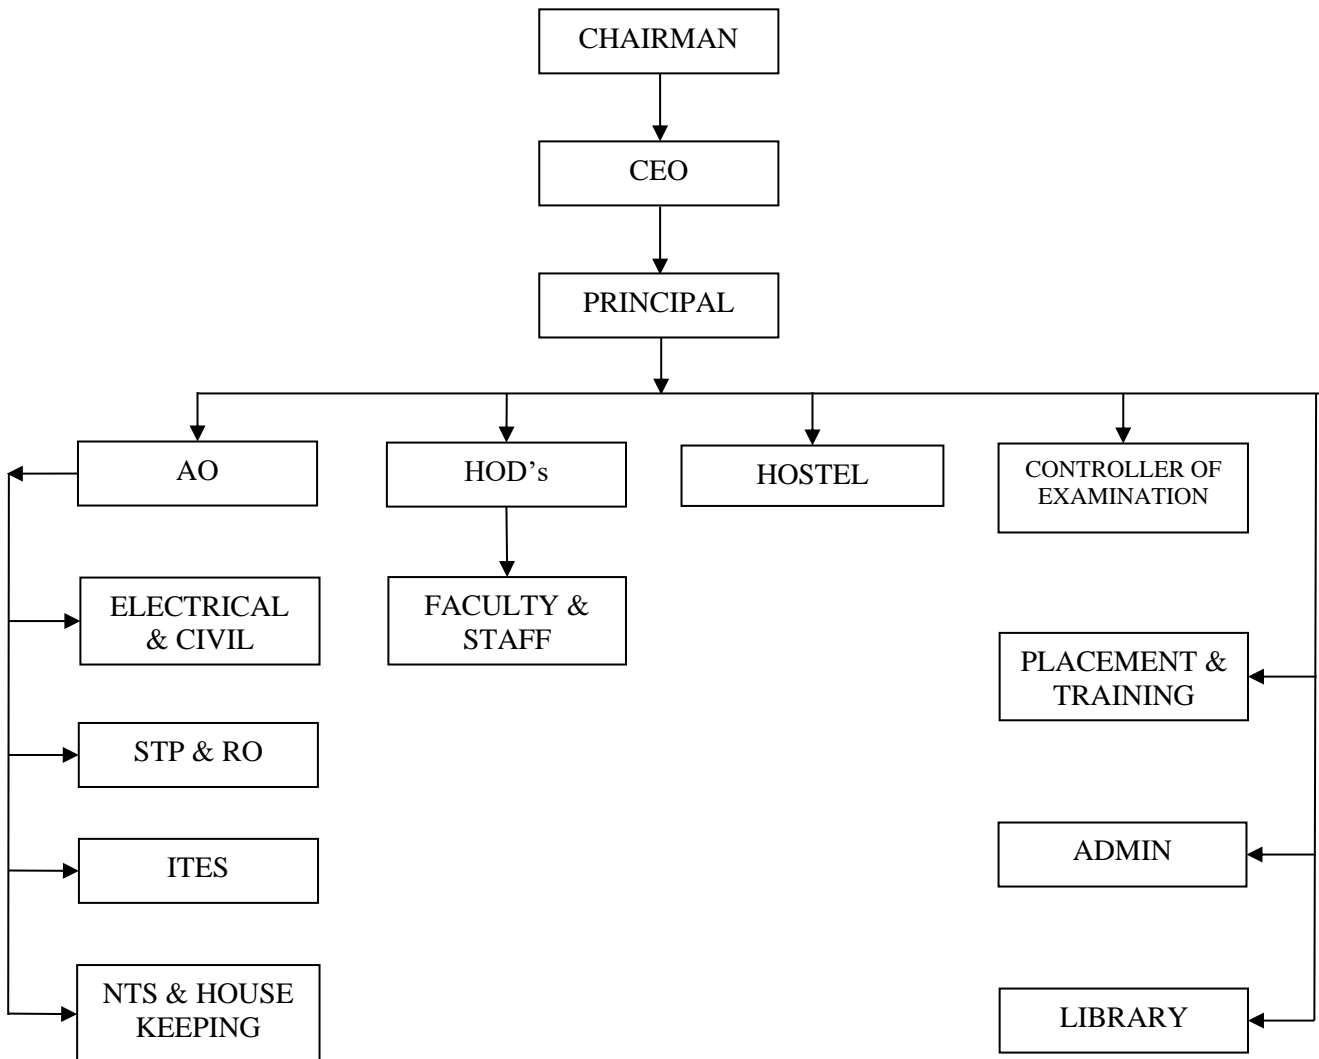 CHAIRMAN
CEO
PRINCIPAL
AO
HOD’s
HOSTEL
CONTROLLER OF
EXAMINATION
ELECTRICAL
& CIVIL
FACULTY &
STAFF
PLACEMENT &
TRAINING
STP & RO
ITES
ADMIN
NTS & HOUSE
KEEPING
LIBRARY